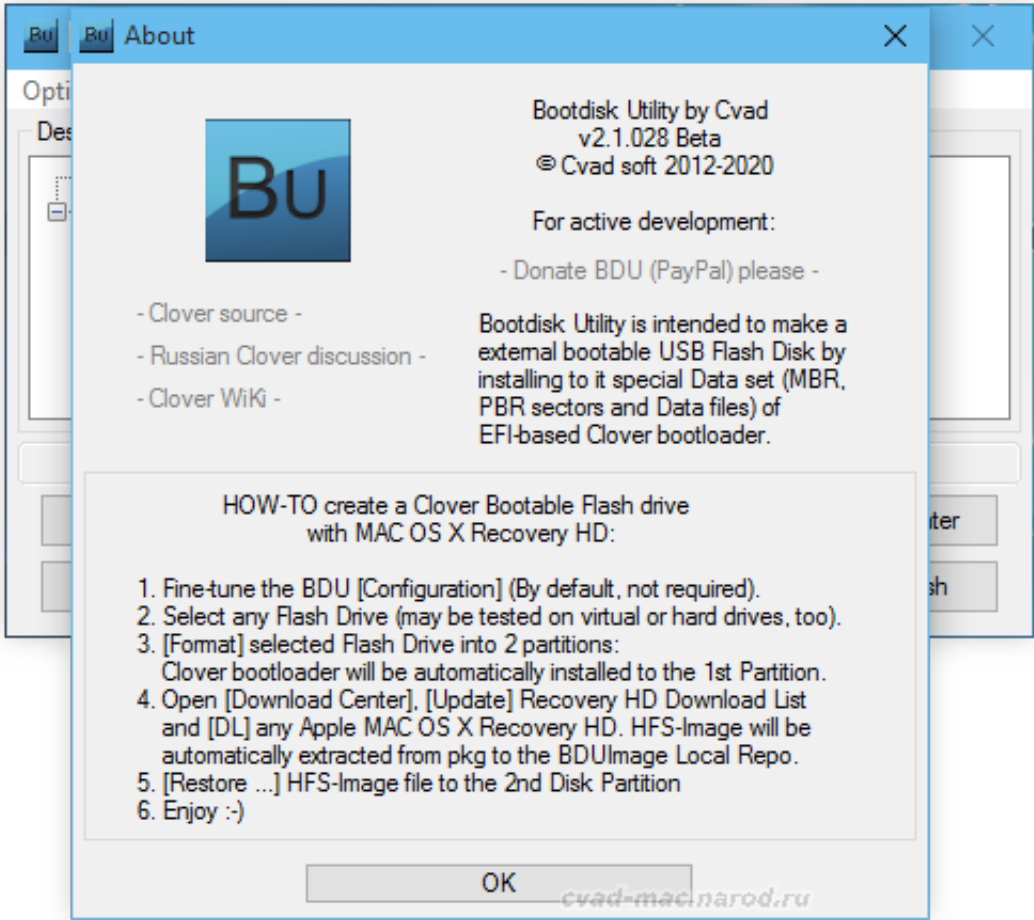 Bu
Bu About
Opti
Des
Bu
Bootdisk Utility by Cvad
v2.1.028 Beta
© Cvad soft 2012-2020
For active development:
- Donate BDU (PayPal) please -
- Clover source -
- Russian Clover discussion -
- Clover WiKi -
Bootdisk Utility is intended to make a
external bootable USB Flash Disk by
installing to it special Data set (MBR,
PBR sectors and Data files) of
EFI-based Clover bootloader.
HOW-TO create a Clover Bootable Flash drive
with MAC OS X Recovery HD:
1. Fine-tune the BDU [Configuration] (By default, not required).
2. Select any Flash Drive (may be tested on virtual or hard drives, too).
3. [Format] selected Flash Drive into 2 partitions:
Clover bootloader will be automatically installed to the 1st Partition.
4. Open [Download Center], [Update] Recovery HD Download List
and [DL] any Apple MAC OS X Recovery HD. HFS-Image will be
automatically extracted from pkg to the BDUImage Local Repo.
5. [Restore ...] HFS-Image file to the 2nd Disk Partition
6. Enjoy :-)
nter
sh
OK
cvad-mac.narod.ru